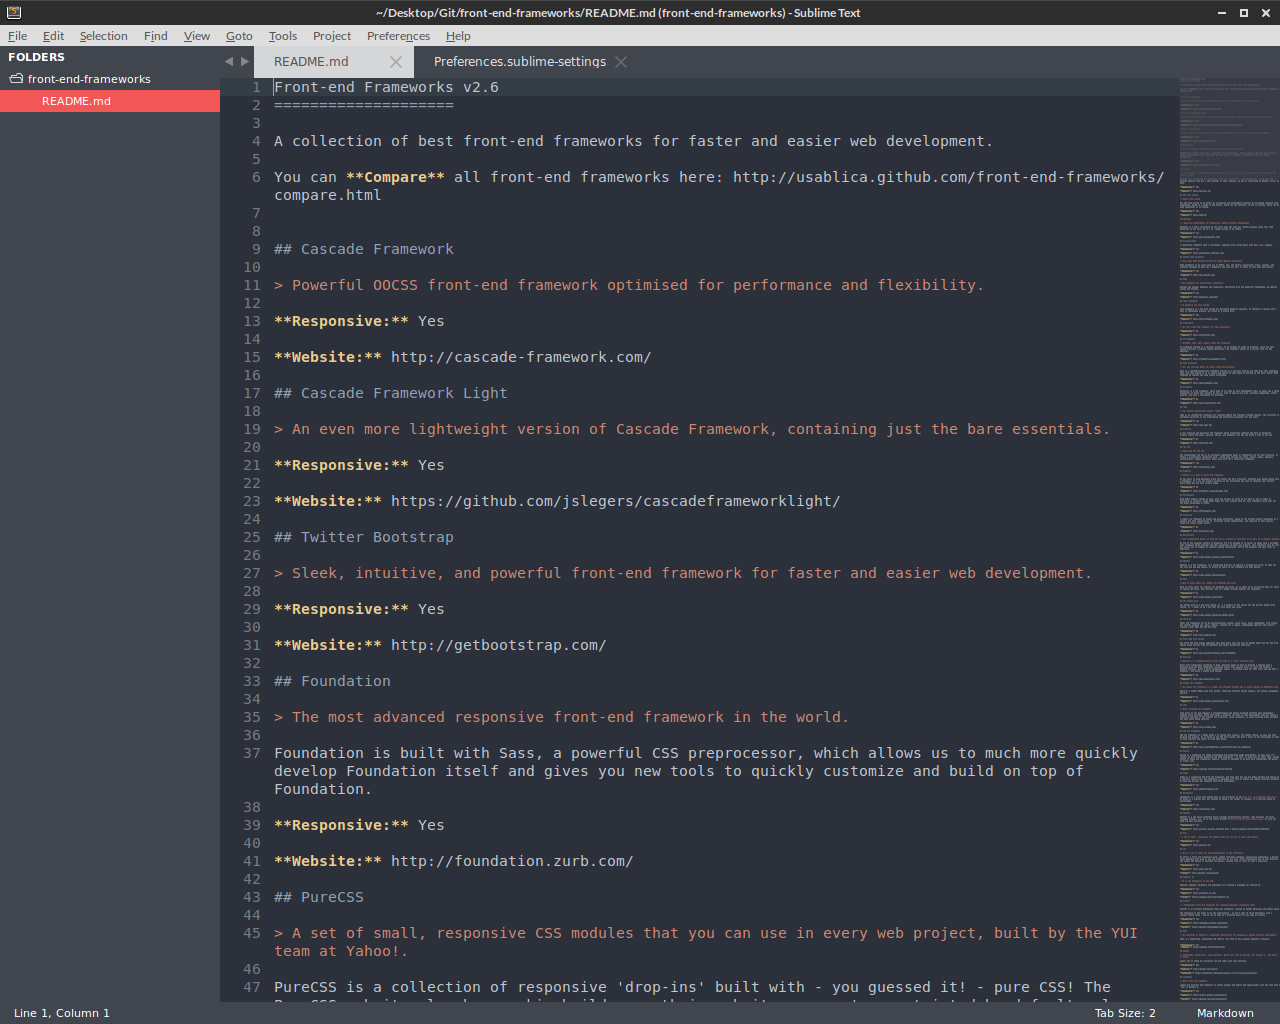 ~/Desktop/Git/front-end-frameworks/README.md (front-end-frameworks) - Sublime Text
File Edit Selection Find View Goto Tools Project Preferences Help
FOLDERS
front-end-frameworks
README.md
README.md Preferences.sublime-settings
1 Front-end Frameworks v2.6
2 ====================
3
4 A collection of best front-end frameworks for faster and easier web development.
5
6 You can **Compare** all front-end frameworks here: http://usablica.github.com/front-end-frameworks/
compare.html
7
8
9 ## Cascade Framework
10
11 > Powerful OOCSS front-end framework optimised for performance and flexibility.
12
13 **Responsive:** Yes
14
15 **Website:** http://cascade-framework.com/
16
17 ## Cascade Framework Light
18
19 > An even more lightweight version of Cascade Framework, containing just the bare essentials.
20
21 **Responsive:** Yes
22
23 **Website:** https://github.com/jslegers/cascadeframeworklight/
24
25 ## Twitter Bootstrap
26
27 > Sleek, intuitive, and powerful front-end framework for faster and easier web development.
28
29 **Responsive:** Yes
30
31 **Website:** http://getbootstrap.com/
32
33 ## Foundation
34
35 > The most advanced responsive front-end framework in the world.
36
37 Foundation is built with Sass, a powerful CSS preprocessor, which allows us to much more quickly
develop Foundation itself and gives you new tools to quickly customize and build on top of
Foundation.
38
39 **Responsive:** Yes
40
41 **Website:** http://foundation.zurb.com/
42
43 ## PureCSS
44
45 > A set of small, responsive CSS modules that you can use in every web project, built by the YUI
team at Yahoo!.
46
47 PureCSS is a collection of responsive 'drop-ins' built with - you guessed it! - pure CSS! The
Line 1, Column 1
Tab Size: 2
Markdown